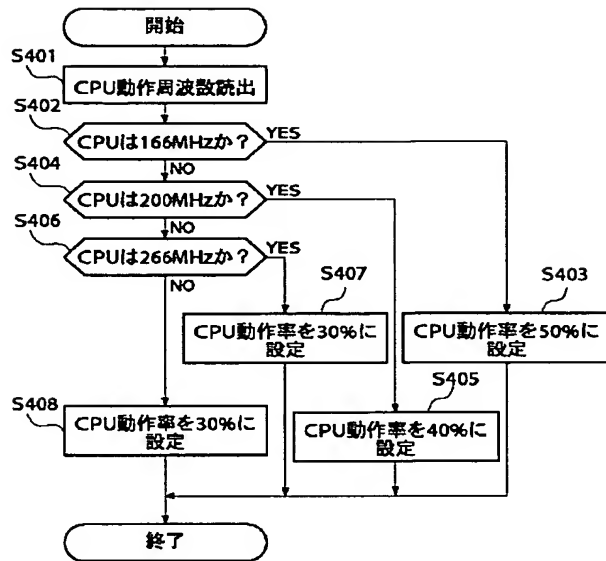 開始
S401
CPU動作周波数読出
S402
CPUは166MHzか?
YES
NO
S404
CPUは200MHzか?
YES
NO
S406
CPUは266MHzか?
YES
NO
S407
CPU動作率を30%に
設定
S403
CPU動作率を50%に
設定
S405
CPU動作率を40%に
設定
S408
CPU動作率を30%に
設定
終了